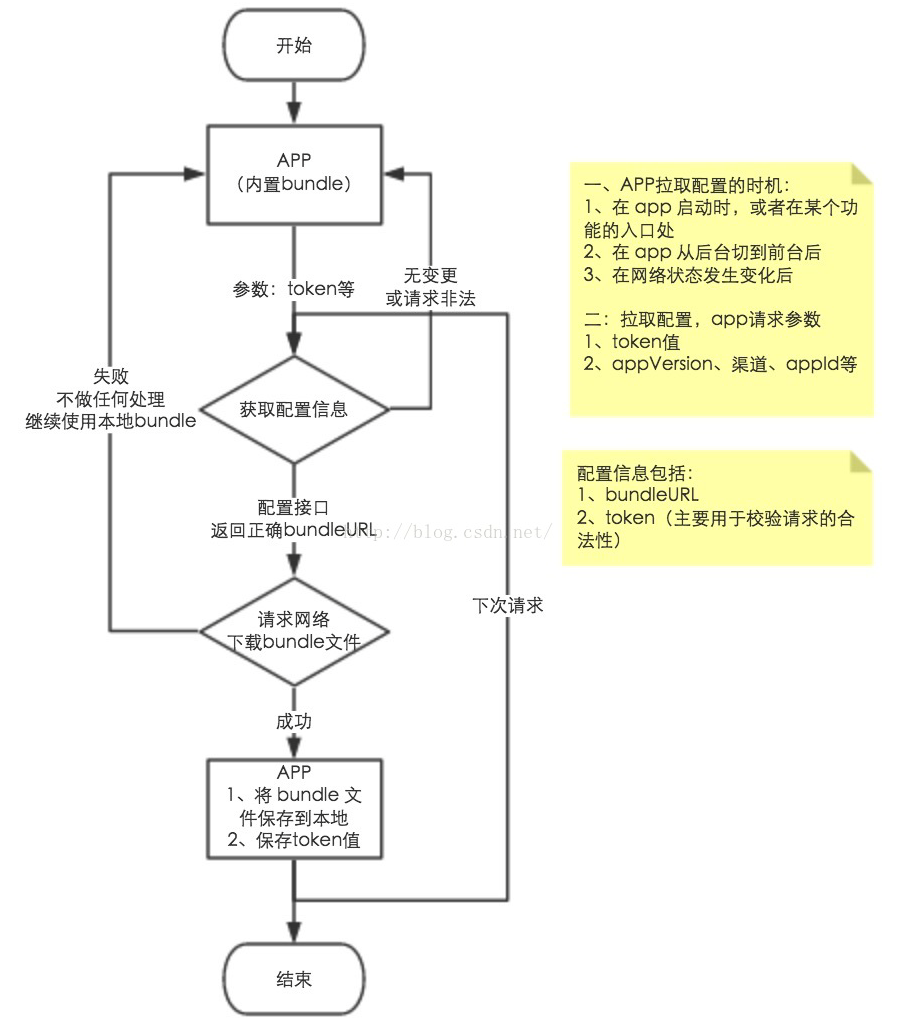 开始
APP
（内置bundle）
参数：token等
无变更
或请求非法
失败
不做任何处理
继续使用本地bundle
获取配置信息
配置接口
返回正确bundleURL
http://blog.csdn.net/
请求网络
下载bundle文件
下次请求
成功
APP
1、将 bundle 文
件保存到本地
2、保存token值
结束
一、APP拉取配置的时机：
1、在 app 启动时，或者在某个功
能的入口处
2、在 app 从后台切到前台后
3、在网络状态发生变化后
二：拉取配置，app请求参数
1、token值
2、appVersion、渠道、appId等
配置信息包括：
1、bundleURL
2、token（主要用于校验请求的合
法性）